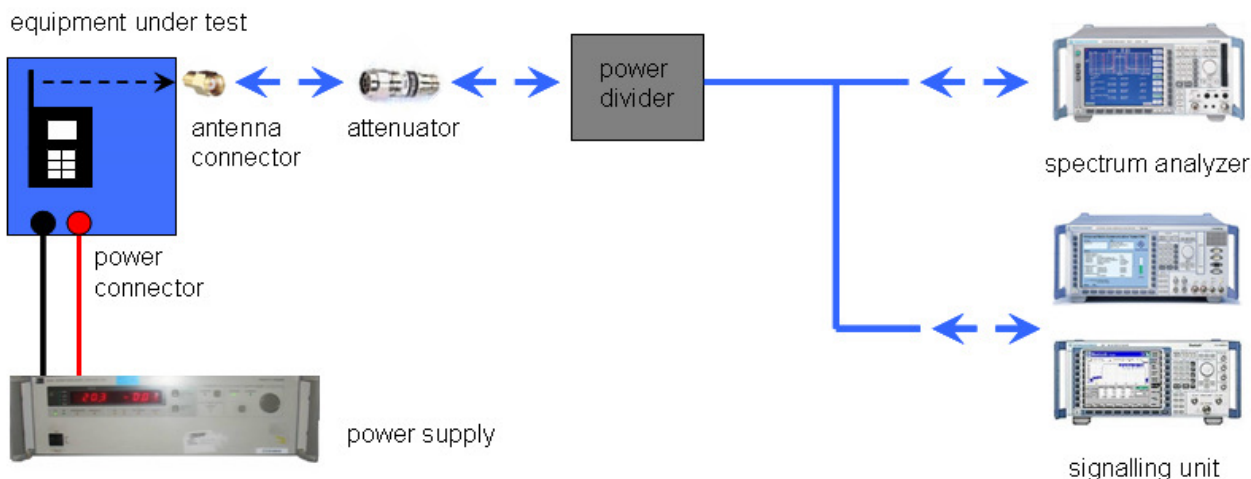 equipment under test
antenna
connector
attenuator
power
divider
spectrum analyzer
power
connector
power supply
signalling unit